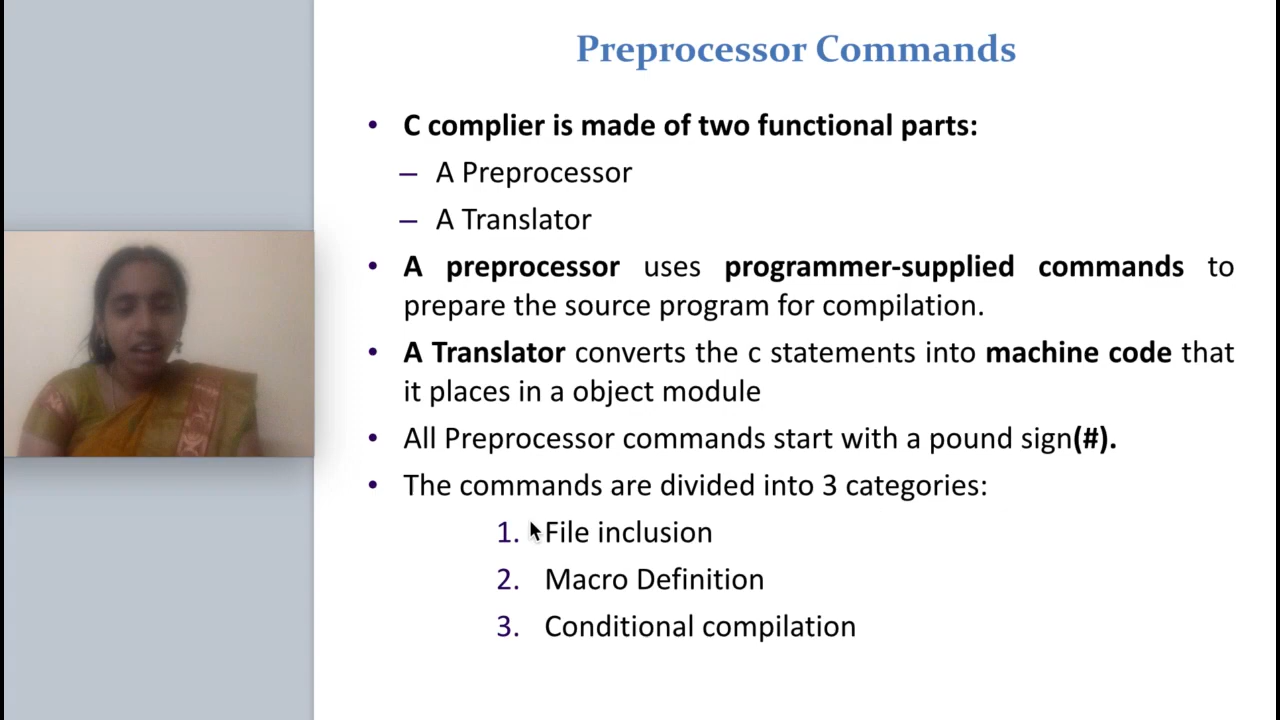 Preprocessor Commands
• C complier is made of two functional parts:
– A Preprocessor
– A Translator
• A preprocessor uses programmer-supplied commands to
prepare the source program for compilation.
• A Translator converts the c statements into machine code that
it places in a object module
• All Preprocessor commands start with a pound sign(#).
• The commands are divided into 3 categories:
1. File inclusion
2. Macro Definition
3. Conditional compilation